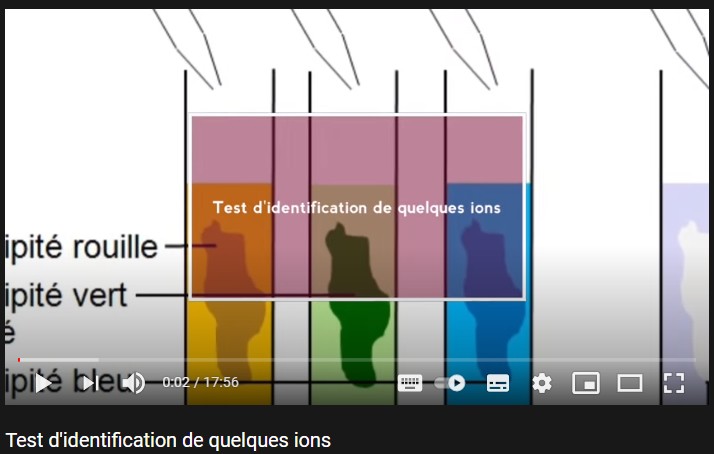 Test d'identification de quelques ions
ipité rouille
ipité vert
é
ipité bleu
0:02 / 17:56
Test d'identification de quelques ions